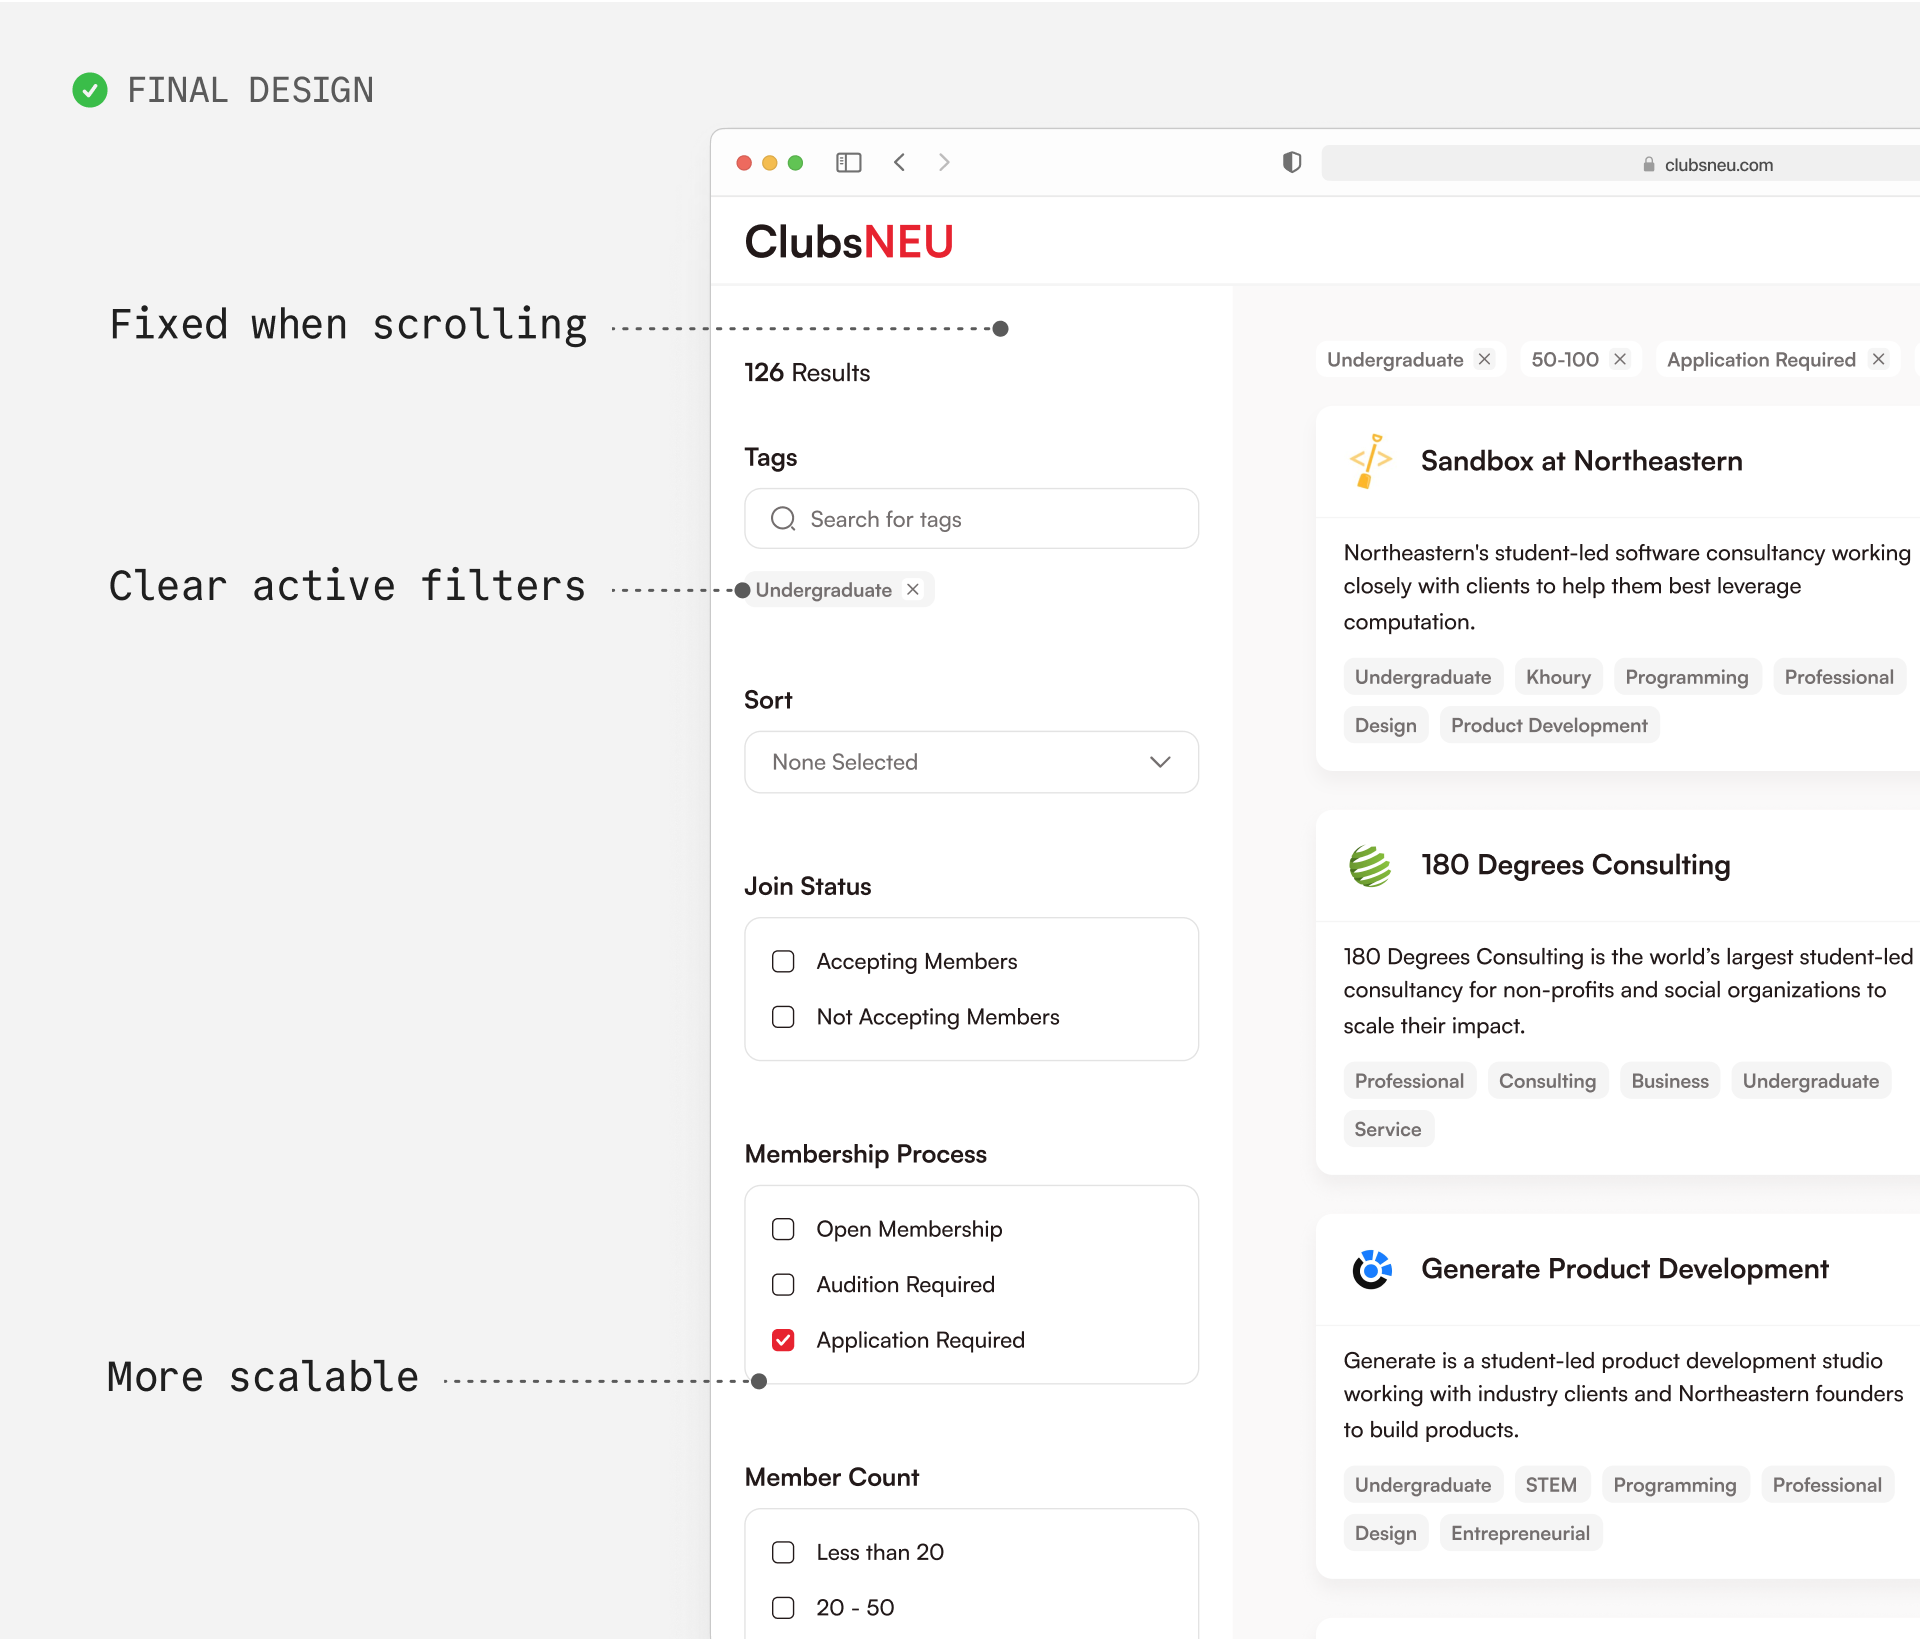 FINAL DESIGN
clubsneu.com
ClubsNEU
Fixed when scrolling
126 Results
Tags
Search for tags
Clear active filters
Undergraduate
Sort
None Selected
Join Status
Accepting Members
Not Accepting Members
Membership Process
Open Membership
Audition Required
Application Required
More scalable
Member Count
Less than 20
20 - 50
Undergraduate 50-100 Application Required
Sandbox at Northeastern
Northeastern's student-led software consultancy working
closely with clients to help them best leverage
computation.
Undergraduate Khoury Programming Professional
Design Product Development
180 Degrees Consulting
180 Degrees Consulting is the world’s largest student-led
consultancy for non-profits and social organizations to
scale their impact.
Professional Consulting Business Undergraduate
Service
Generate Product Development
Generate is a student-led product development studio
working with industry clients and Northeastern founders
to build products.
Undergraduate STEM Programming Professional
Design Entrepreneurial